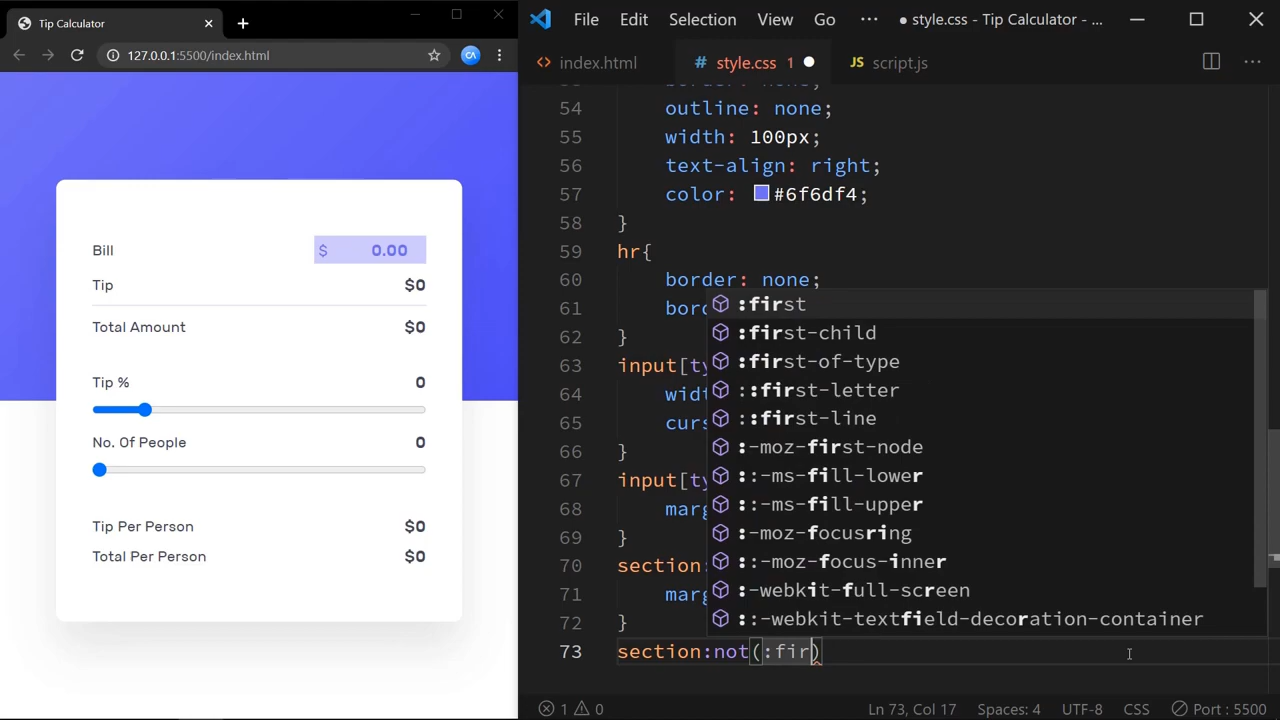 Tip Calculator
127.0.0.1:5500/index.html
CA
Bill
$ 0.00
Tip $0
Total Amount $0
Tip % 0
No. Of People 0
Tip Per Person $0
Total Per Person $0
File Edit Selection View Go ··· ● style.css - Tip Calculator - ...
<> index.html # style.css 1 ● JS script.js ···
54 outline: none;
55 width: 100px;
56 text-align: right;
57 color: #6f6df4;
58 }
59 hr{
60 border: none;
61 bord
62 }
63 input[ty
64 widt
65 curs
66 }
67 input[ty
68 marg
69 }
70 section:
71 marg
72 }
73 section:not(:fir)
:first
:first-child
:first-of-type
::first-letter
::first-line
:-moz-first-node
::-ms-fill-lower
::-ms-fill-upper
:-moz-focusring
::-moz-focus-inner
:-webkit-full-screen
::-webkit-textfield-decoration-container
1 0 Ln 73, Col 17 Spaces: 4 UTF-8 CSS Port : 5500